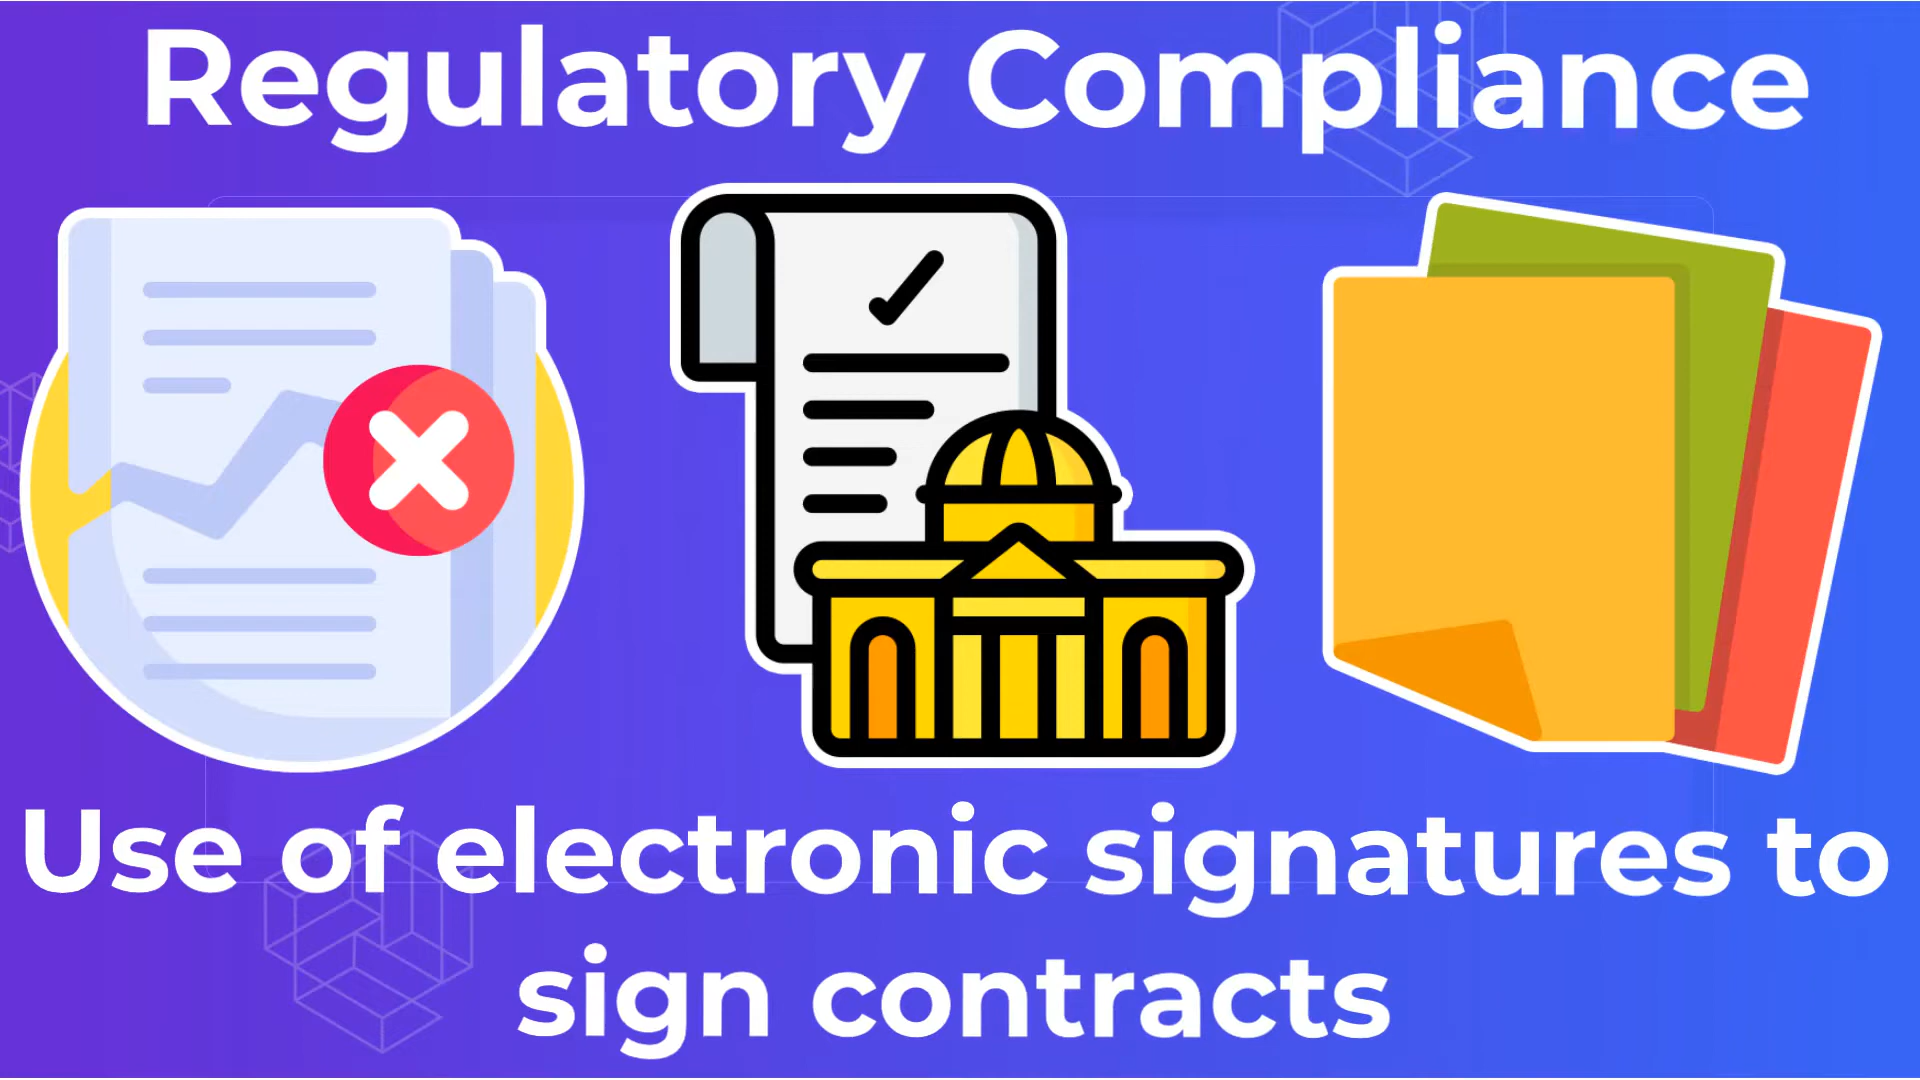 Regulatory Compliance
Use of electronic signatures to
sign contracts